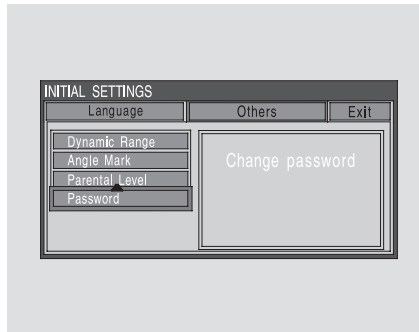 INITIAL SETTINGS
Language Others Exit
Dynamic Range
Angle Mark
Parental Level
Password
Change password